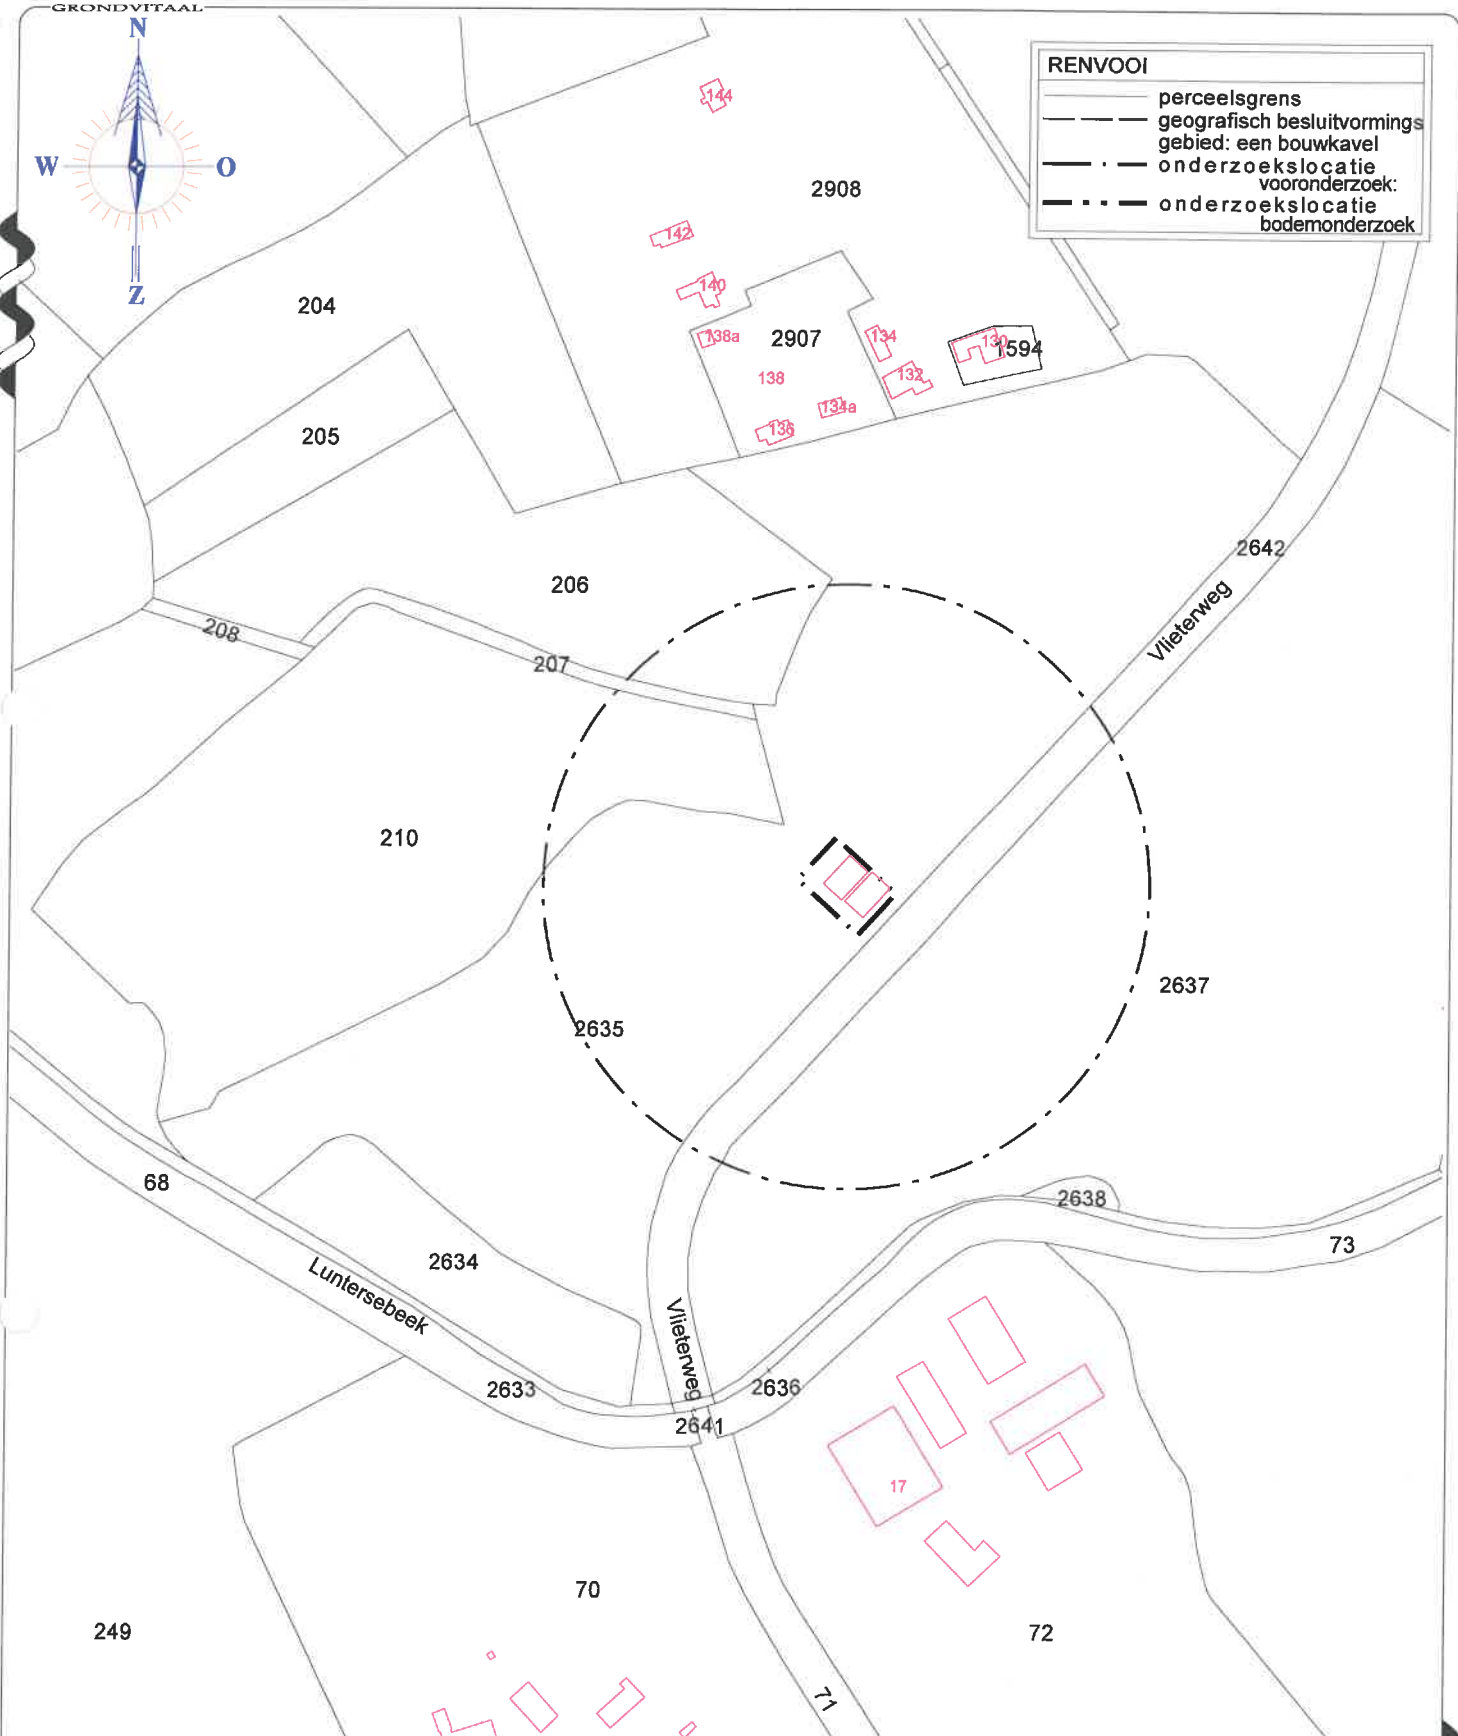 GRONDVITAAL
N
W
O
Z
RENVOOI
perceelsgrens
geografisch besluitvormings
gebied: een bouwkavel
onderzoekslocatie
vooronderzoek:
onderzoekslocatie
bodemonderzoek
144
2908
142
140
204
138a
2907
134
130
1594
138
132
134a
136
205
2642
206
Vlieterweg
208
207
210
2637
2635
68
2638
2634
73
Luntersebeek
Vlieterweg
2633
2636
2641
17
70
249
72
71